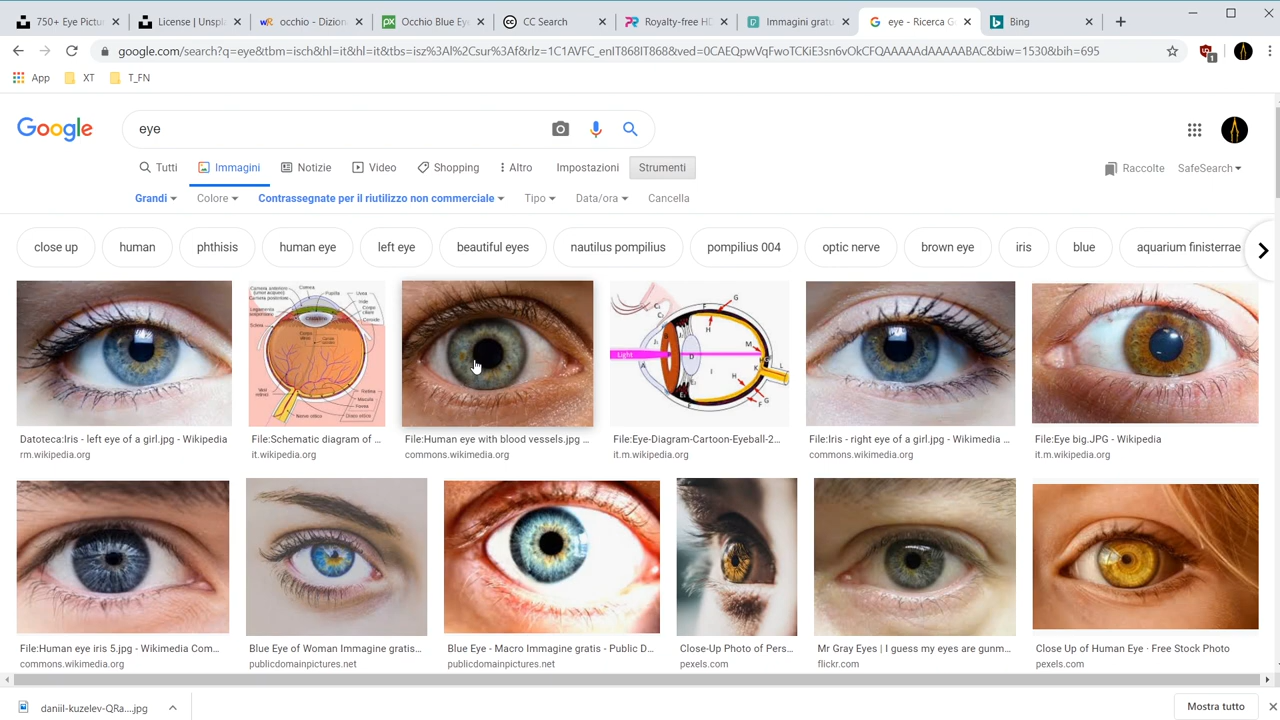 750+ Eye Pictu
License | Unspl
occhio - Dizion
Occhio Blue Eye
CC Search
Royalty-free HD
Immagini gratu
eye - Ricerca G
Bing
google.com/search?q=eye&tbm=isch&hl=it&hl=it&tbs=isz%3Al%2Csur%3Af&rlz=1C1AVFC_enIT868IT868&ved=0CAEQpwVqFwoTCKiE3sn6vOkCFQAAAAAdAAAAABAC&biw=1530&bih=695
App XT T_FN
Google
eye
Tutti Immagini Notizie Video Shopping Altro Impostazioni Strumenti
Raccolte SafeSearch
Grandi Colore Contrassegnate per il riutilizzo non commerciale Tipo Data/ora Cancella
close up human phthisis human eye left eye beautiful eyes nautilus pompilius pompilius 004 optic nerve brown eye iris blue aquarium finisterrae
Light
Datoteca:Iris - left eye of a girl.jpg - Wikipedia
rm.wikipedia.org
File:Schematic diagram of ...
it.wikipedia.org
File:Human eye with blood vessels.jpg ...
commons.wikimedia.org
File:Eye-Diagram-Cartoon-Eyeball-2...
it.m.wikipedia.org
File:Iris - right eye of a girl.jpg - Wikimedia ...
commons.wikimedia.org
File:Eye big.JPG - Wikipedia
it.m.wikipedia.org
File:Human eye iris 5.jpg - Wikimedia Com...
commons.wikimedia.org
Blue Eye of Woman Immagine gratis...
publicdomainpictures.net
Blue Eye - Macro Immagine gratis - Public D...
publicdomainpictures.net
Close-Up Photo of Pers...
pexels.com
Mr Gray Eyes | I guess my eyes are gunm...
flickr.com
Close Up of Human Eye · Free Stock Photo
pexels.com
daniil-kuzelev-QRa....jpg
Mostra tutto